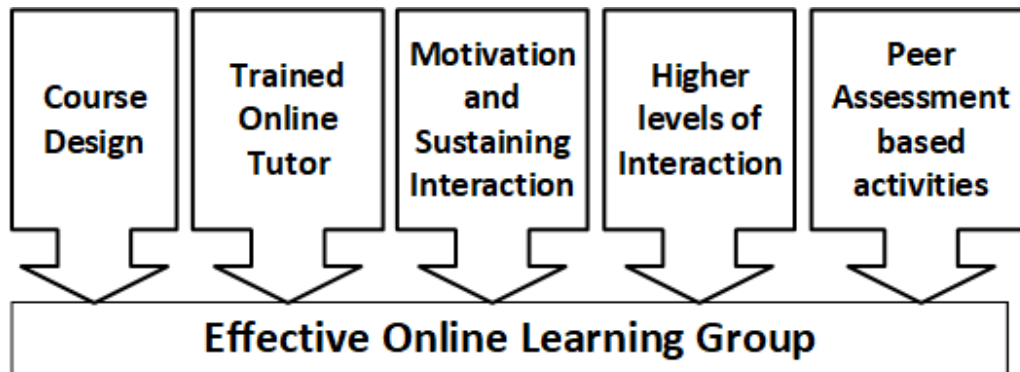 Course
Design
Trained
Online
Tutor
Motivation
and
Sustaining
Interaction
Higher
levels of
Interaction
Peer
Assessment
based
activities
Effective Online Learning Group